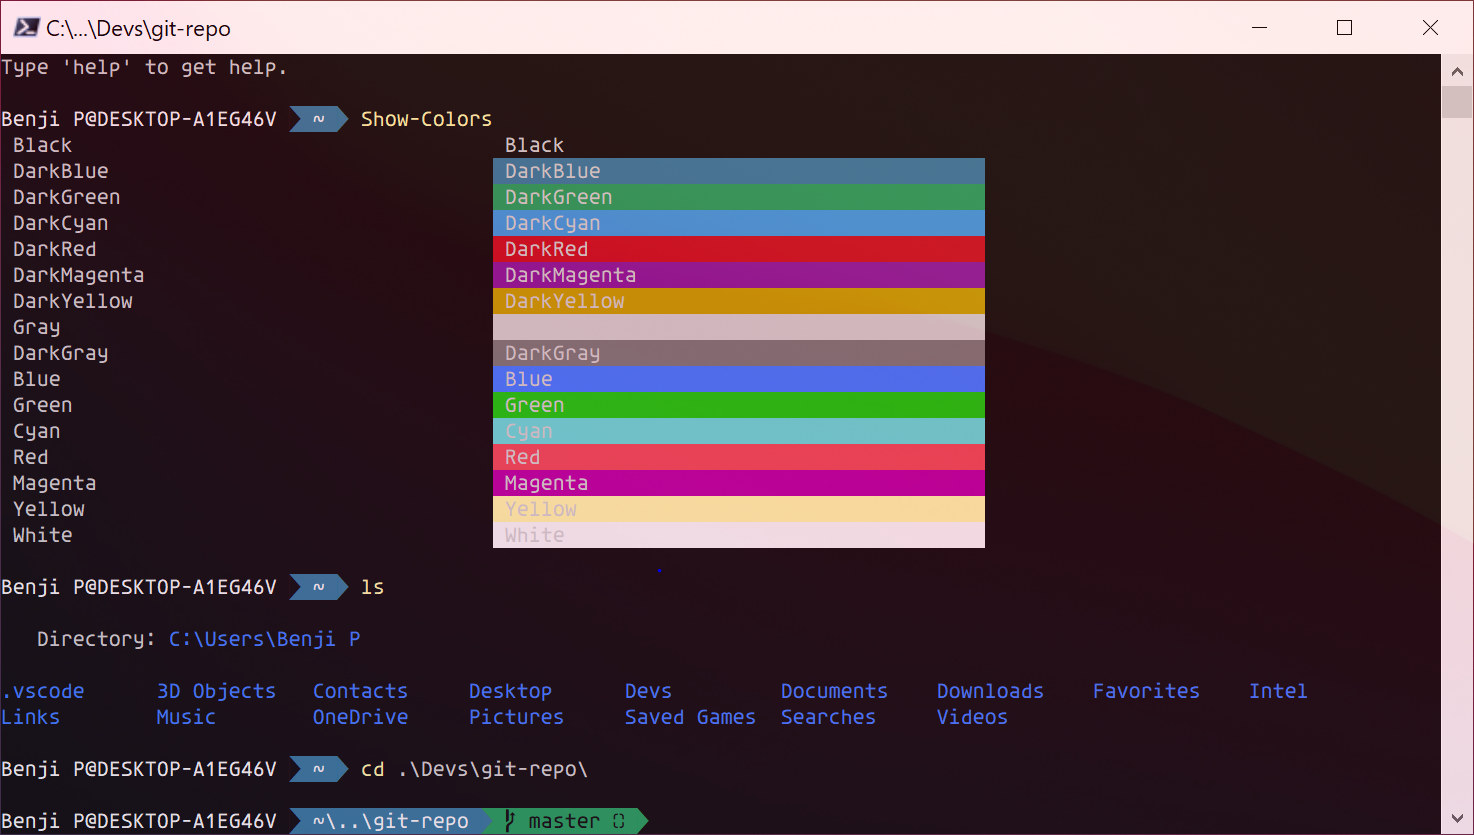 C:\...\Devs\git-repo
Type 'help' to get help.
Benji P@DESKTOP-A1EG46V ~ Show-Colors
Black Black
DarkBlue DarkBlue
DarkGreen DarkGreen
DarkCyan DarkCyan
DarkRed DarkRed
DarkMagenta DarkMagenta
DarkYellow DarkYellow
Gray
DarkGray DarkGray
Blue Blue
Green Green
Cyan Cyan
Red Red
Magenta Magenta
Yellow Yellow
White White
Benji P@DESKTOP-A1EG46V ~ ls
Directory: C:\Users\Benji P
.vscode 3D Objects Contacts Desktop Devs Documents Downloads Favorites Intel
Links Music OneDrive Pictures Saved Games Searches Videos
Benji P@DESKTOP-A1EG46V ~ cd .\Devs\git-repo\
Benji P@DESKTOP-A1EG46V ~\..\git-repo master {}